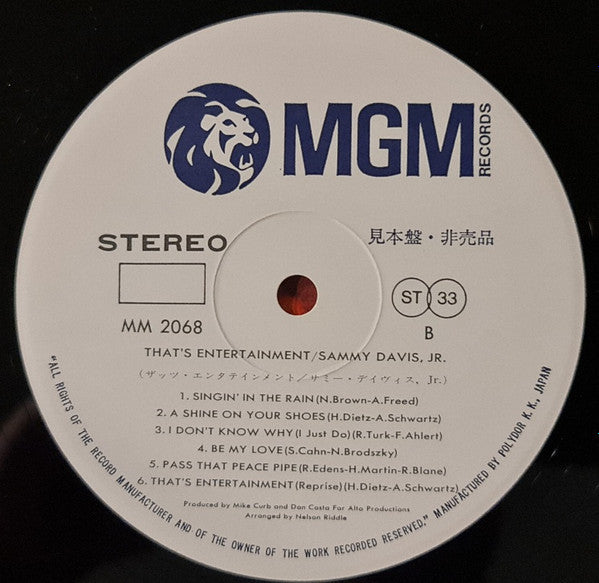 MGM
RECORDS
STEREO
見本盤・非売品
MM 2068
ST 33
B
THAT'S ENTERTAINMENT/SAMMY DAVIS, JR.
(ザッツ・エンタテインメント/サミー・デイヴィス, Jr.)
1. SINGIN' IN THE RAIN(N.Brown-A.Freed)
2. A SHINE ON YOUR SHOES(H.Dietz-A.Schwartz)
3. I DON'T KNOW WHY(I Just Do)(R.Turk-F.Ahlert)
4. BE MY LOVE(S.Cahn-N.Brodszky)
5. PASS THAT PEACE PIPE(R.Edens-H.Martin-R.Blane)
6. THAT'S ENTERTAINMENT(Reprise)(H.Dietz-A.Schwartz)
Produced by Mike Curb and Don Costa For Alto Productions
Arranged by Nelson Riddle
"ALL RIGHTS OF THE RECORD MANUFACTURER AND OF THE OWNER OF THE WORK RECORDED RESERVED." MANUFACTURED BY POLYDOR K. K., JAPAN